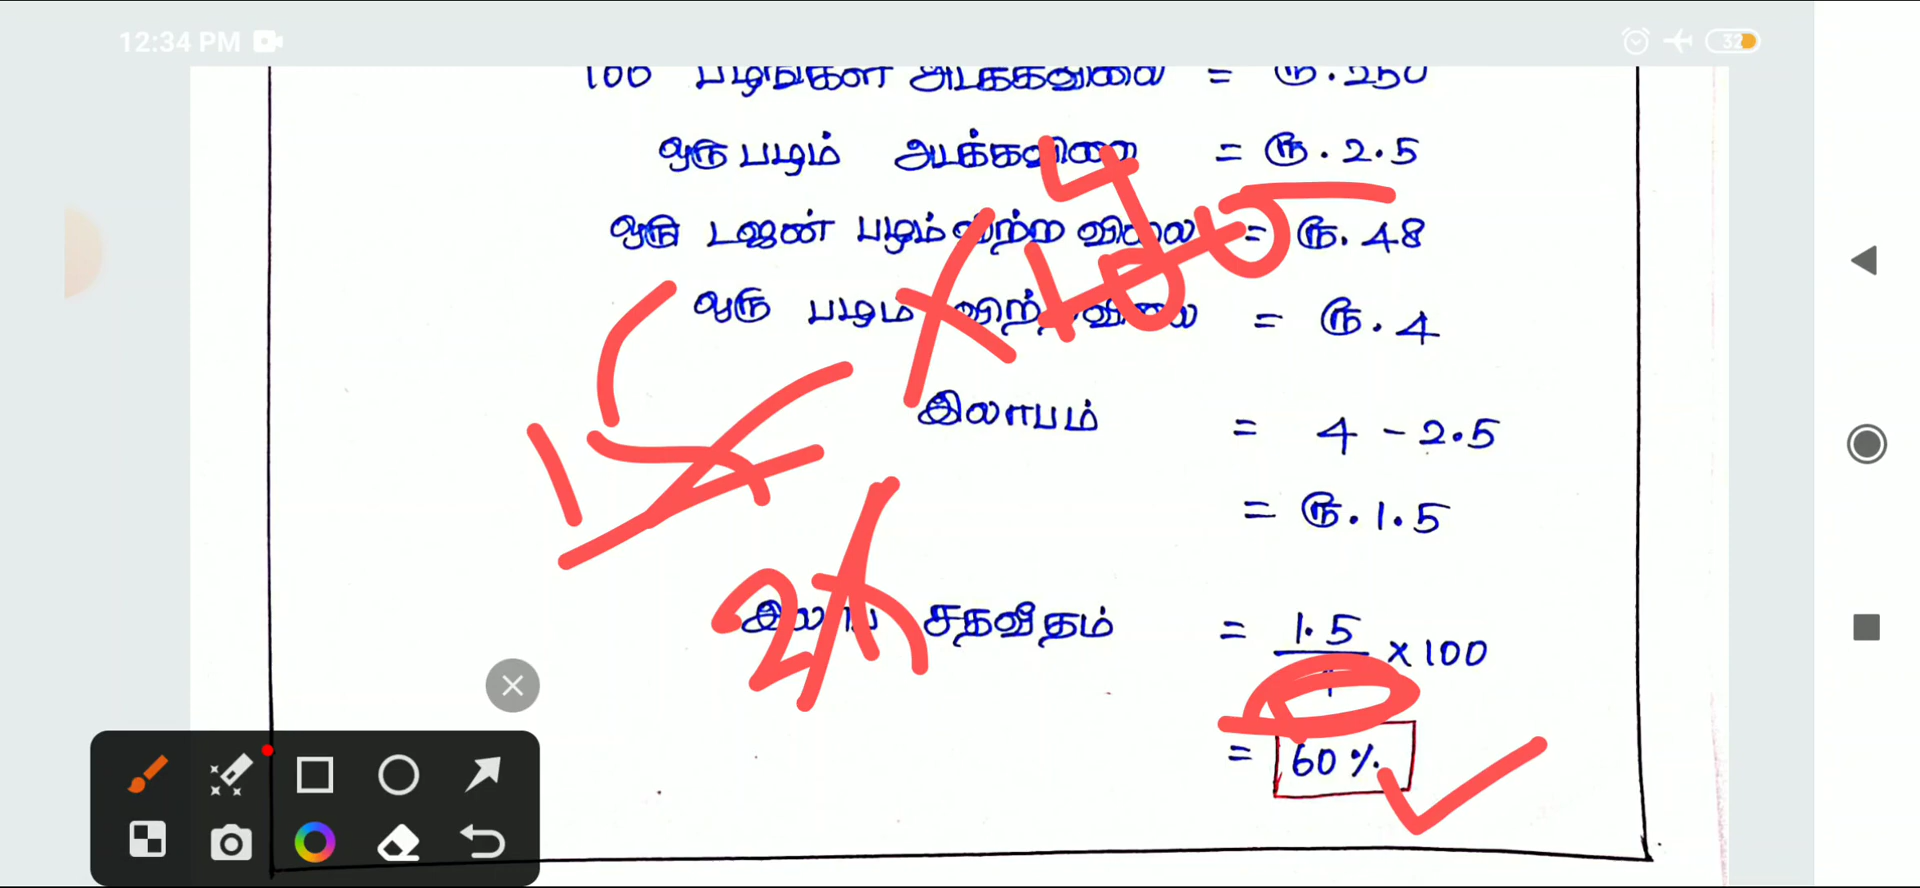 12:34 PM
32
100 பழங்கள் அடக்கவிலை = ரூ.250
ஒரு பழம் அடக்கவிலை = ரூ.2.5
ஒரு டஜன் பழம் விற்ற விலை = ரூ.48
ஒரு பழம் விற்ற விலை = ரூ.4
இலாபம் = 4 - 2.5
= ரூ.1.5
இலாப சதவீதம் = 1.5 x 100
= 60%